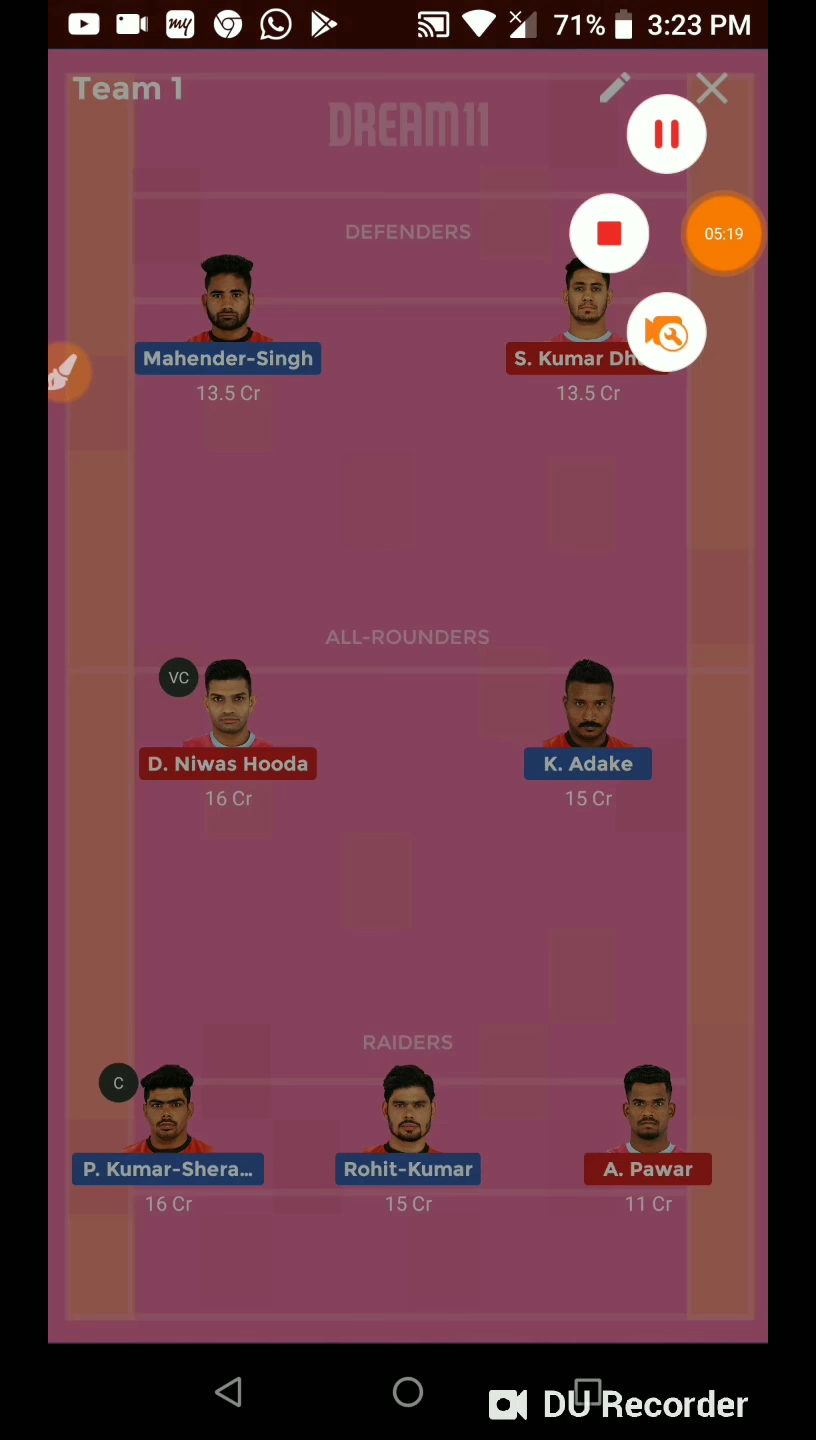 my 71% 3:23 PM
Team 1
DREAM11
DEFENDERS
05:19
Mahender-Singh
S. Kumar
13.5 Cr
13.5 Cr
ALL-ROUNDERS
VC
D. Niwas Hooda
K. Adake
16 Cr
15 Cr
RAIDERS
C
P. Kumar-Shera...
Rohit-Kumar
A. Pawar
16 Cr
15 Cr
11 Cr
DU Recorder